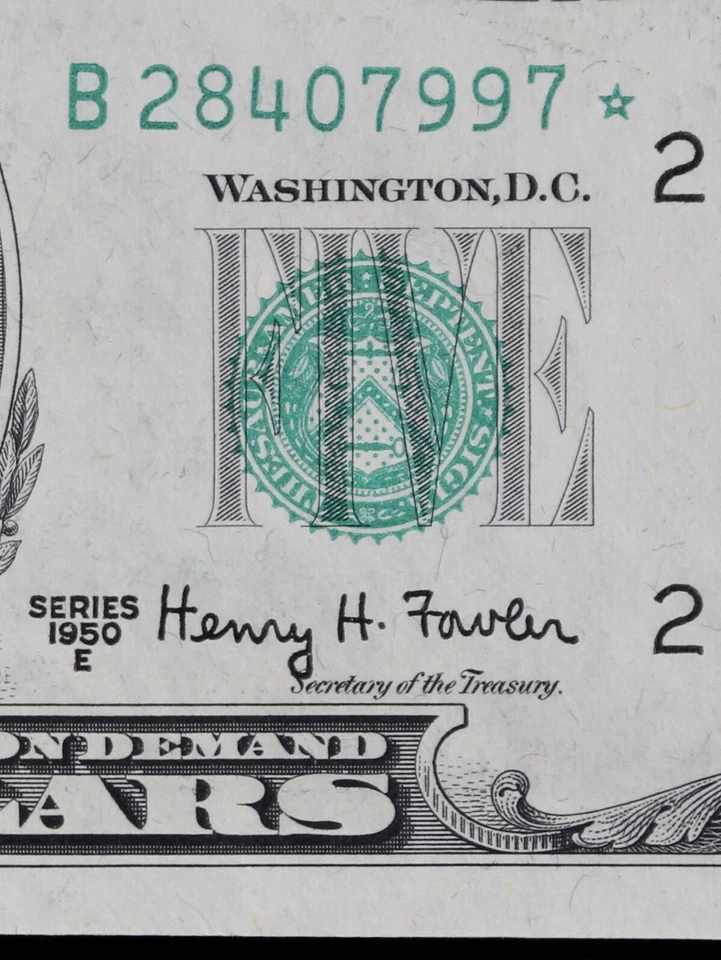 B 28407997 ☆
2
WASHINGTON, D.C.
FIVE
SERIES
1950
E
Henry H. Fowler
2
Secretary of the Treasury.
ON DEMAND
LARS